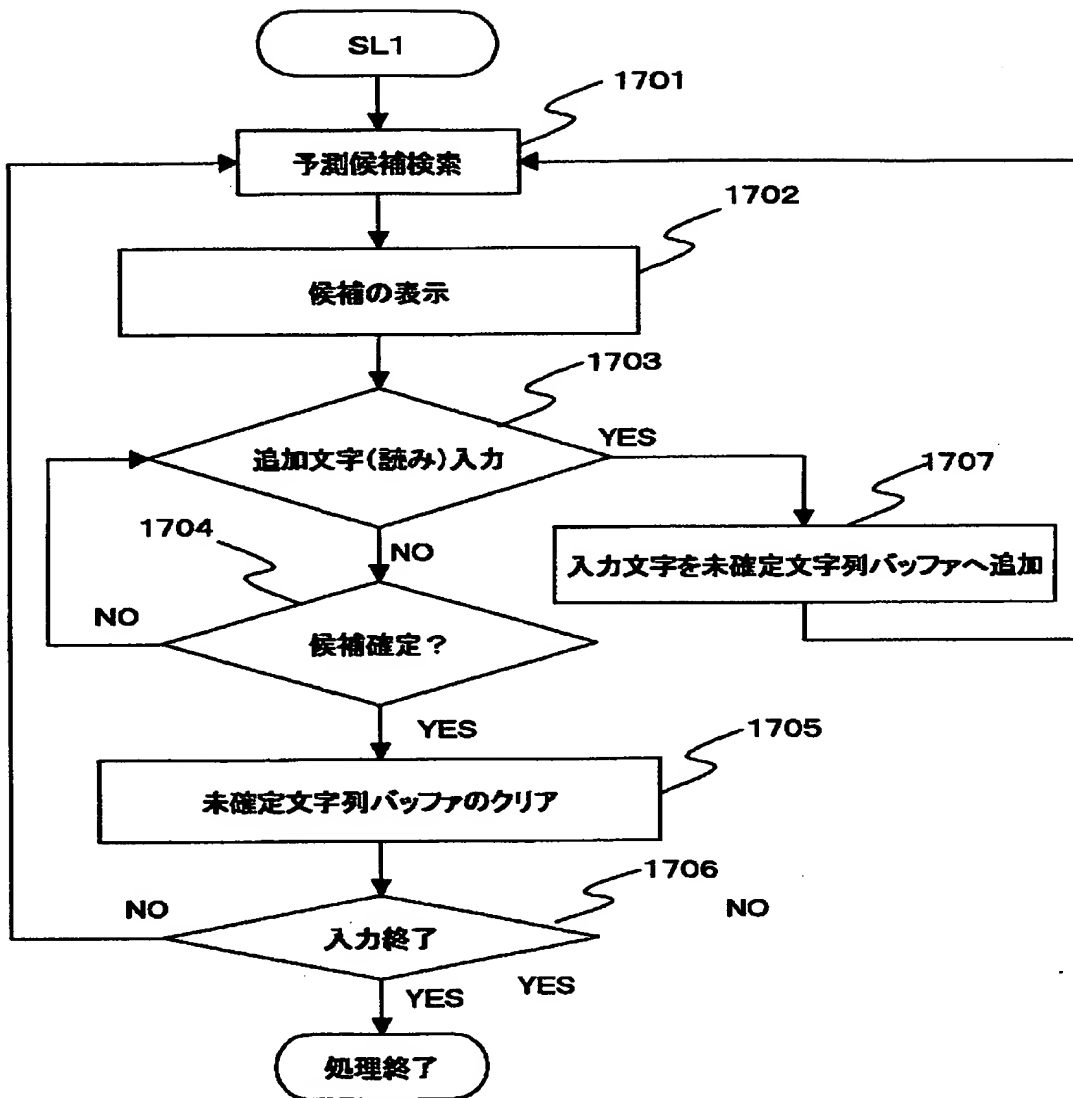 SL1
1701
予測候補検索
1702
候補の表示
1703
追加文字(読み)入力
YES
1707
入力文字を未確定文字列バッファへ追加
1704
NO
NO
候補確定?
YES
1705
未確定文字列バッファのクリア
1706
NO
NO
入力終了
YES
YES
処理終了